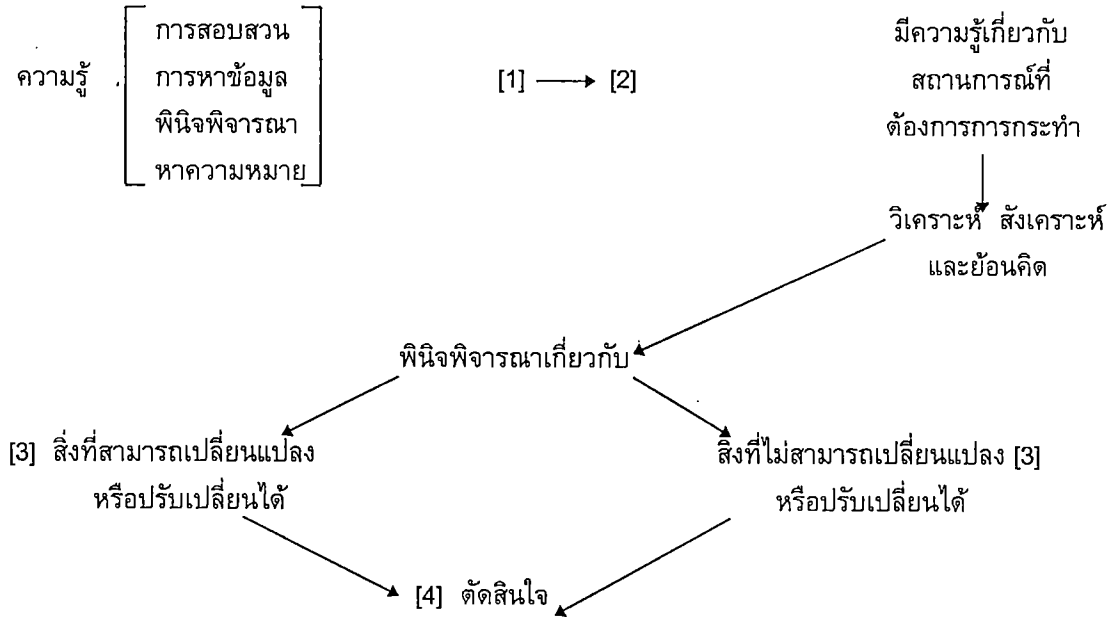 ความรู้
การสอบสวน
การหาข้อมูล
พินิจพิจารณา
หาความหมาย
[1] → [2]
มีความรู้เกี่ยวกับ
สถานการณ์ที่
ต้องการการกระทำ
วิเคราะห์ สังเคราะห์
และย้อนคิด
พินิจพิจารณาเกี่ยวกับ
[3] สิ่งที่สามารถเปลี่ยนแปลง
หรือปรับเปลี่ยนได้
สิ่งที่ไม่สามารถเปลี่ยนแปลง [3]
หรือปรับเปลี่ยนได้
[4] ตัดสินใจ